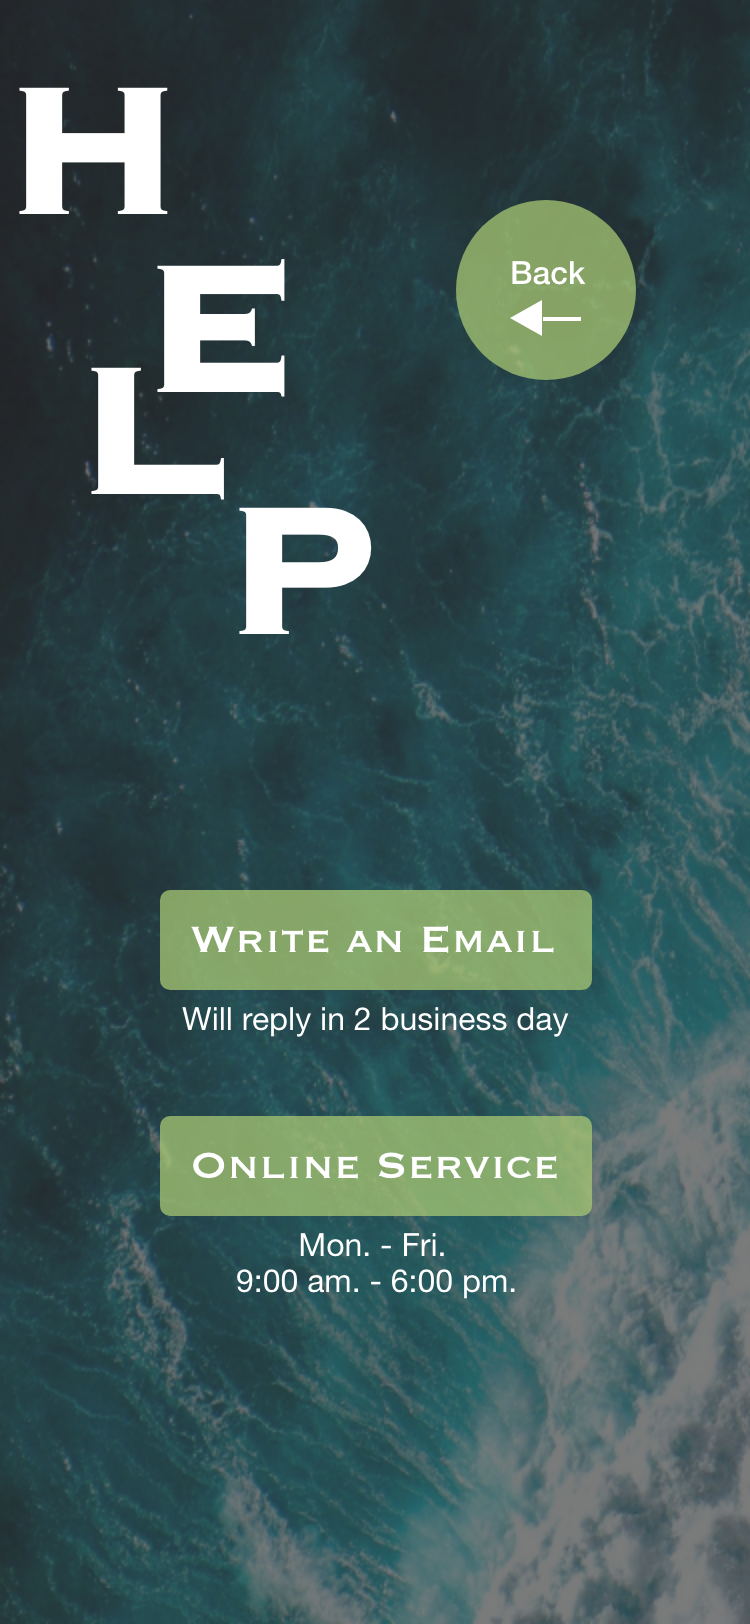 HELP
Back
WRITE AN EMAIL
Will reply in 2 business day
ONLINE SERVICE
Mon. - Fri.
9:00 am. - 6:00 pm.